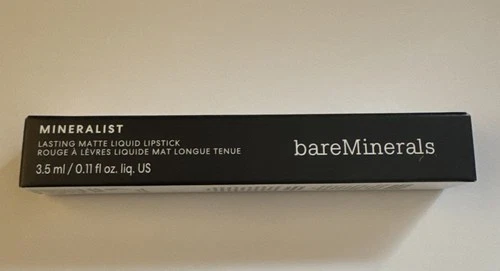 MINERALIST
LASTING MATTE LIQUID LIPSTICK
ROUGE À LÈVRES LIQUIDE MAT LONGUE TENUE
3.5 ml / 0.11 fl oz. liq. US
bareMinerals